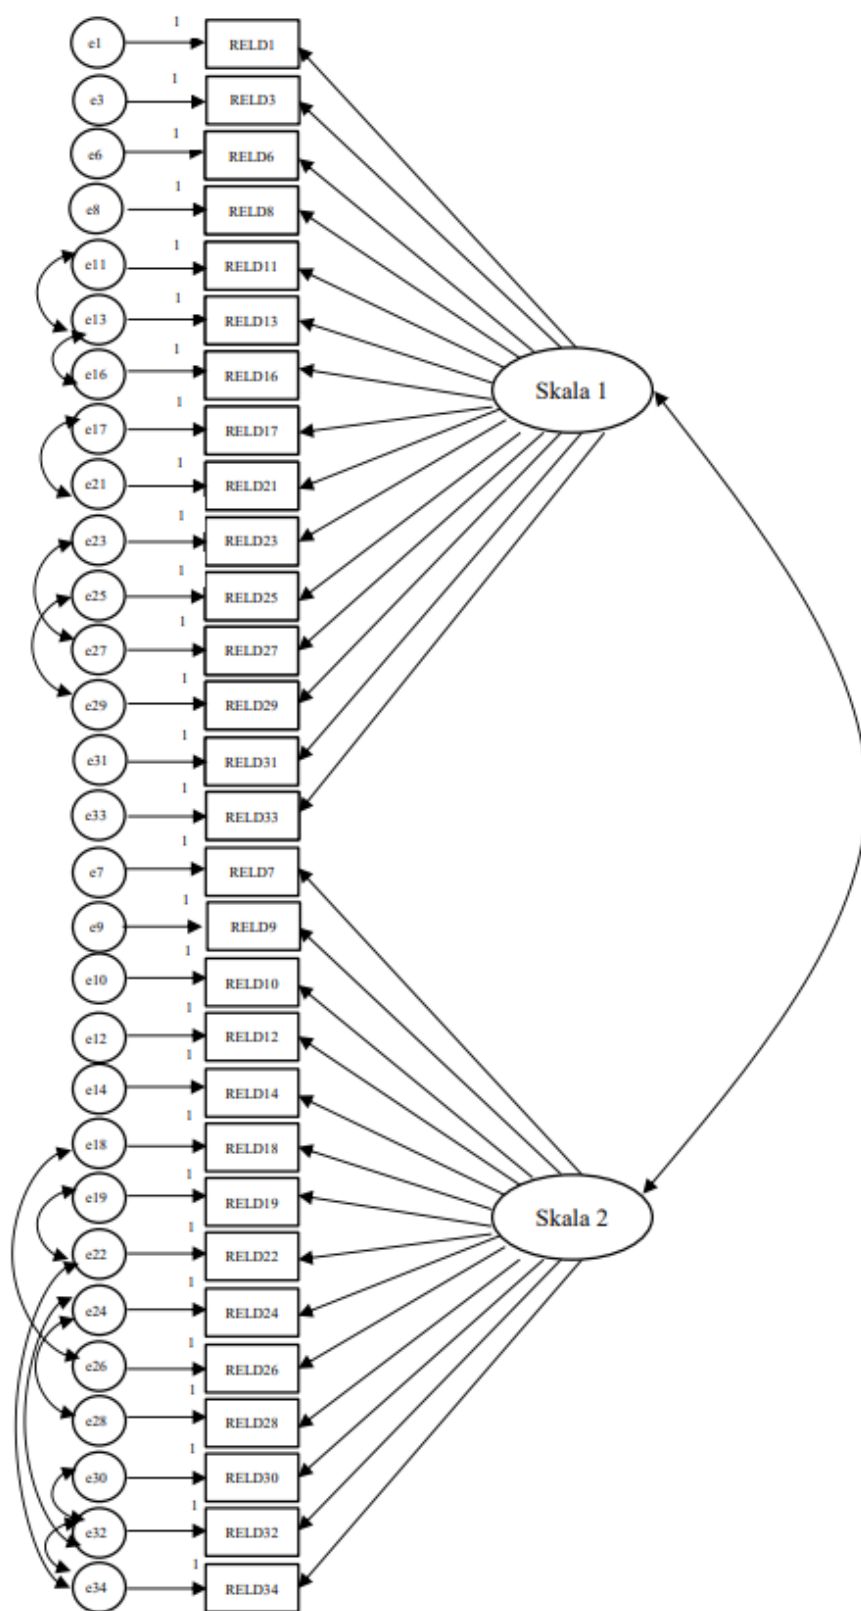 e1 1 RELD1
e3 1 RELD3
e6 1 RELD6
e8 1 RELD8
e11 1 RELD11
e13 1 RELD13
e16 1 RELD16
Skala 1
e17 1 RELD17
e21 1 RELD21
e23 1 RELD23
e25 1 RELD25
e27 1 RELD27
e29 1 RELD29
e31 1 RELD31
e33 1 RELD33
e7 1 RELD7
e9 1 RELD9
e10 1 RELD10
e12 1 RELD12
e14 1 RELD14
e18 1 RELD18
e19 1 RELD19
Skala 2
e22 1 RELD22
e24 1 RELD24
e26 1 RELD26
e28 1 RELD28
e30 1 RELD30
e32 1 RELD32
e34 1 RELD34